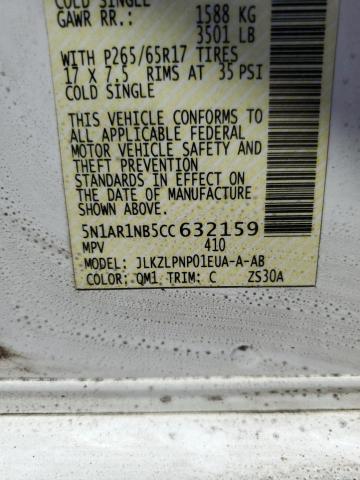 COLD SINGLE
GAWR RR.: 1588 KG
3501 LB
WITH P265/65R17 TIRES
17 X 7.5 RIMS AT 35 PSI
COLD SINGLE
THIS VEHICLE CONFORMS TO
ALL APPLICABLE FEDERAL
MOTOR VEHICLE SAFETY AND
THEFT PREVENTION
STANDARDS IN EFFECT ON
THE DATE OF MANUFACTURE
SHOWN ABOVE.
5N1AR1NB5CC632159
MPV 410
MODEL: JLKZLPNP01EUA-A-AB
COLOR: QM1 TRIM: C ZS30A